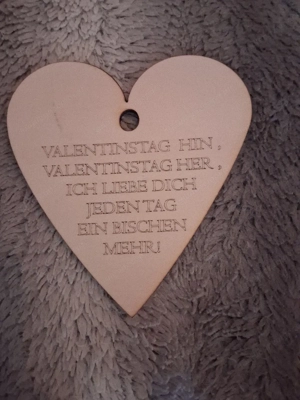 VALENTINSTAG HIN,
VALENTINSTAG HER,
ICH LIEBE DICH
JEDEN TAG
EIN BISCHEN
MEHR!